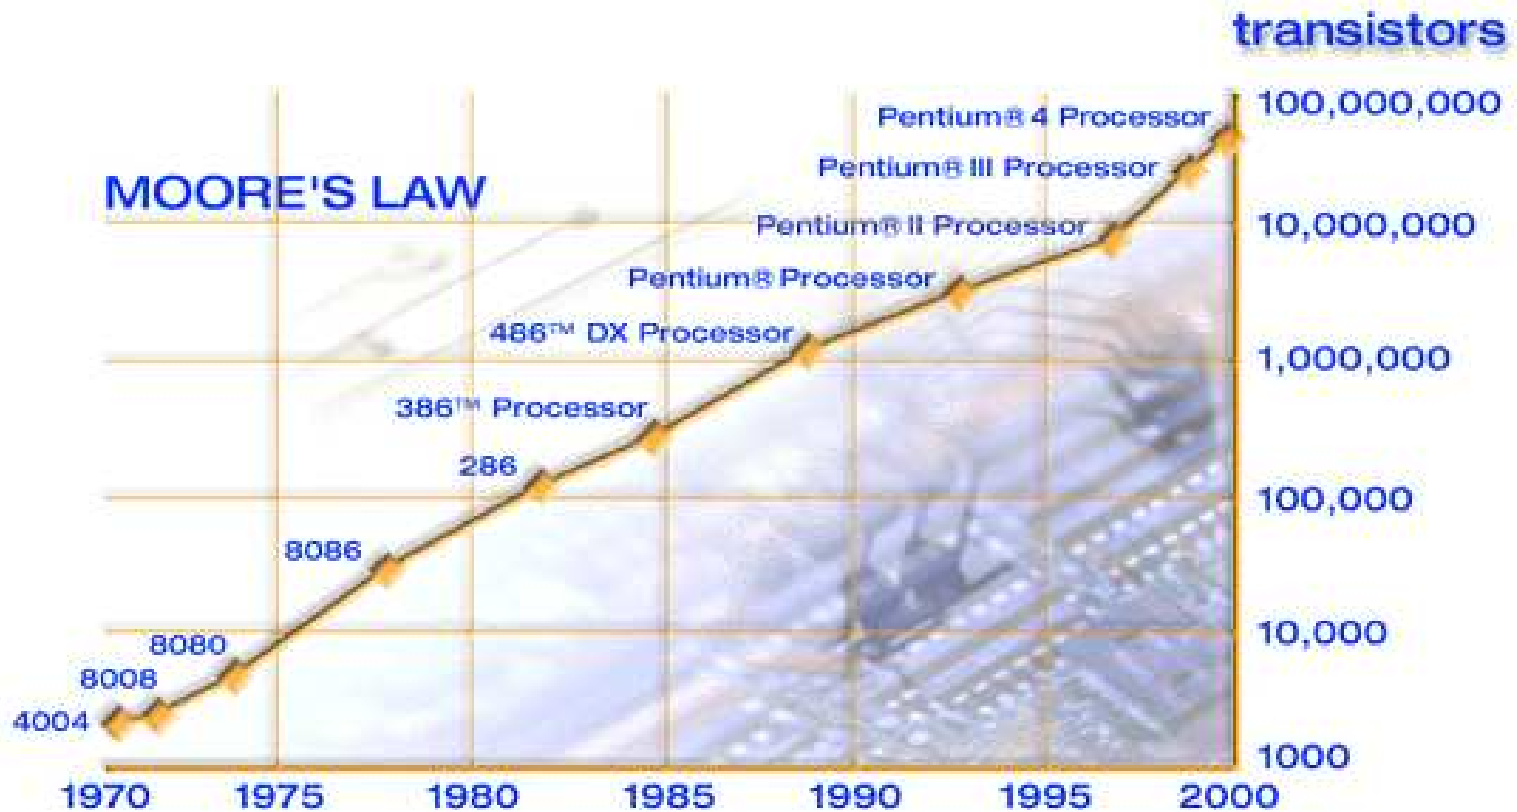 transistors
100,000,000
Pentium® 4 Processor
Pentium® III Processor
MOORE'S LAW
Pentium® II Processor
10,000,000
Pentium® Processor
486™ DX Processor
1,000,000
386™ Processor
286
100,000
8086
10,000
8080
8008
4004
1000
1970 1975 1980 1985 1990 1995 2000